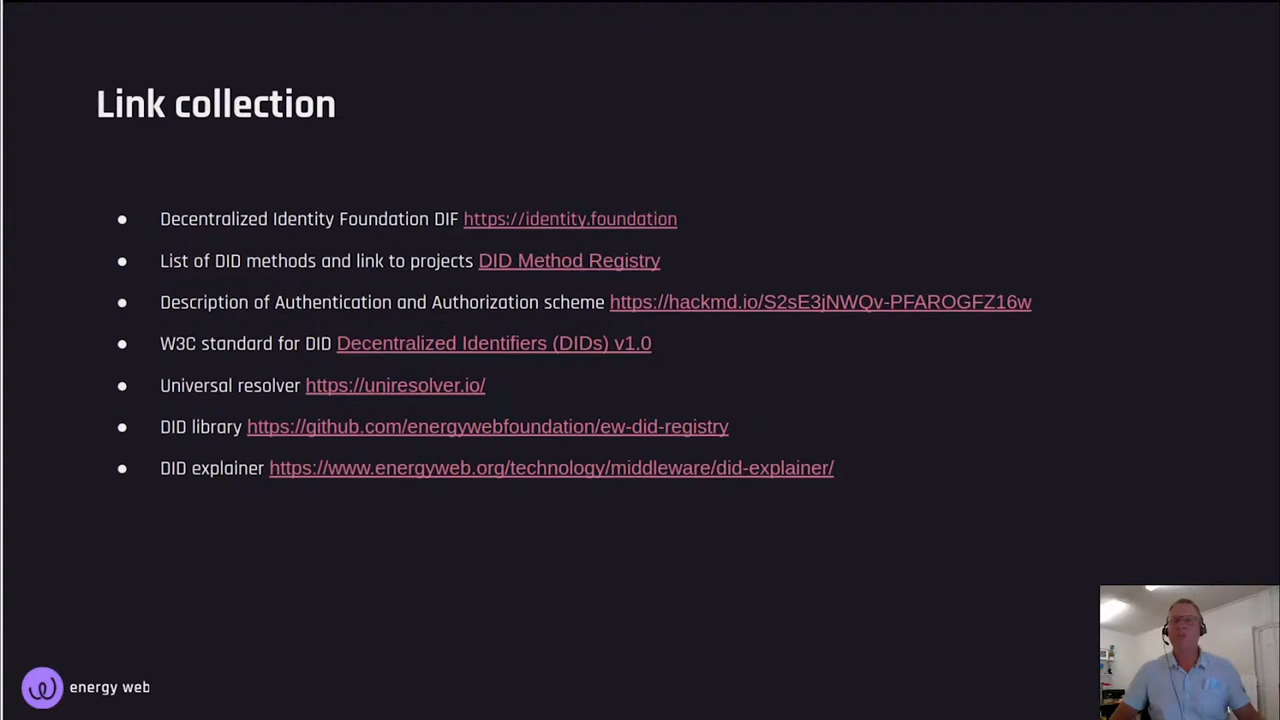 Link collection
● Decentralized Identity Foundation DIF https://identity.foundation
● List of DID methods and link to projects DID Method Registry
● Description of Authentication and Authorization scheme https://hackmd.io/S2sE3jNWQv-PFAROGFZ16w
● W3C standard for DID Decentralized Identifiers (DIDs) v1.0
● Universal resolver https://uniresolver.io/
● DID library https://github.com/energywebfoundation/ew-did-registry
● DID explainer https://www.energyweb.org/technology/middleware/did-explainer/
energy web